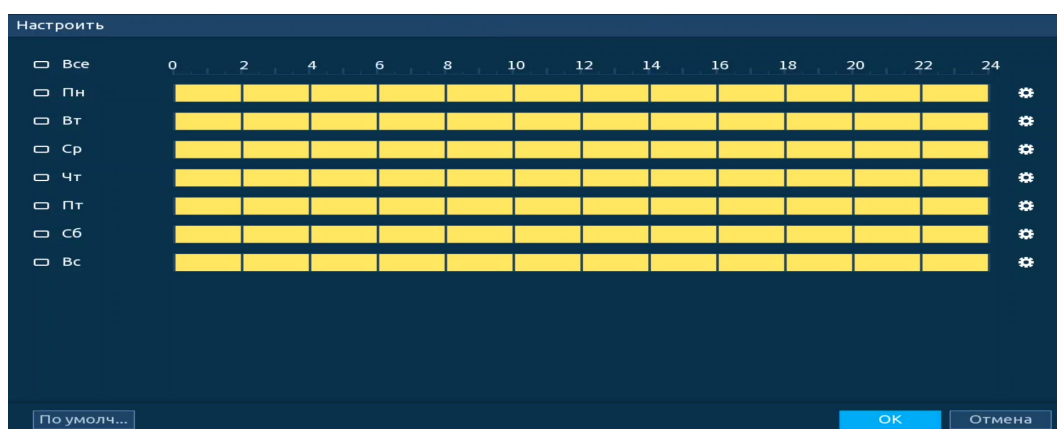 Настроить
Все 0 2 4 6 8 10 12 14 16 18 20 22 24
Пн
Вт
Ср
Чт
Пт
Сб
Вс
По умолч... OK Отмена